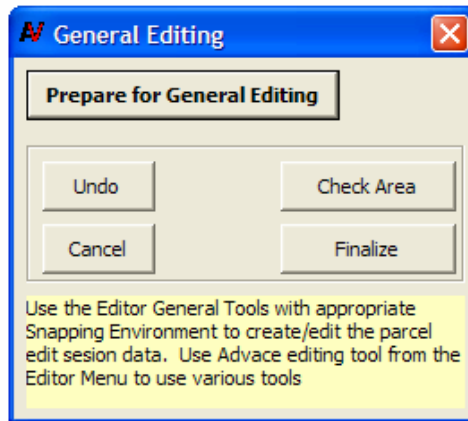 General Editing
Prepare for General Editing
Undo
Check Area
Cancel
Finalize
Use the Editor General Tools with appropriate
Snapping Environment to create/edit the parcel
edit sesion data. Use Advace editing tool from the
Editor Menu to use various tools